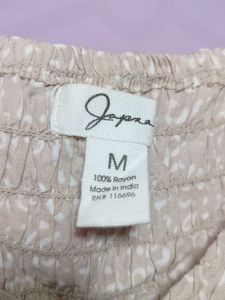 Japna
M
100% Rayon
Made in India
RN# 116696